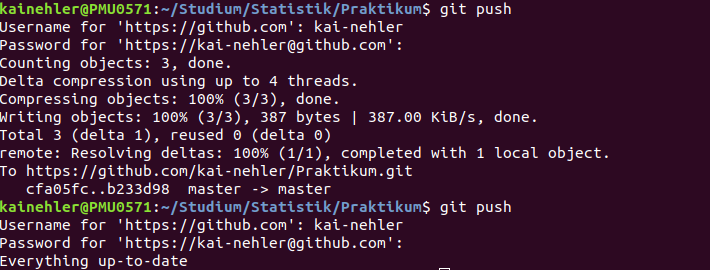 kainehler@PMU0571:~/Studium/Statistik/Praktikum$ git push
Username for 'https://github.com': kai-nehler
Password for 'https://kai-nehler@github.com':
Counting objects: 3, done.
Delta compression using up to 4 threads.
Compressing objects: 100% (3/3), done.
Writing objects: 100% (3/3), 387 bytes | 387.00 KiB/s, done.
Total 3 (delta 1), reused 0 (delta 0)
remote: Resolving deltas: 100% (1/1), completed with 1 local object.
To https://github.com/kai-nehler/Praktikum.git
   cfa05fc..b233d98  master -> master
kainehler@PMU0571:~/Studium/Statistik/Praktikum$ git push
Username for 'https://github.com': kai-nehler
Password for 'https://kai-nehler@github.com':
Everything up-to-date